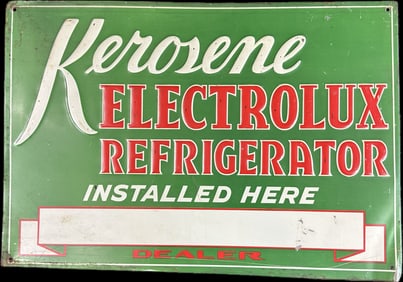 Kerosene
ELECTROLUX
REFRIGERATOR
INSTALLED HERE
DEALER